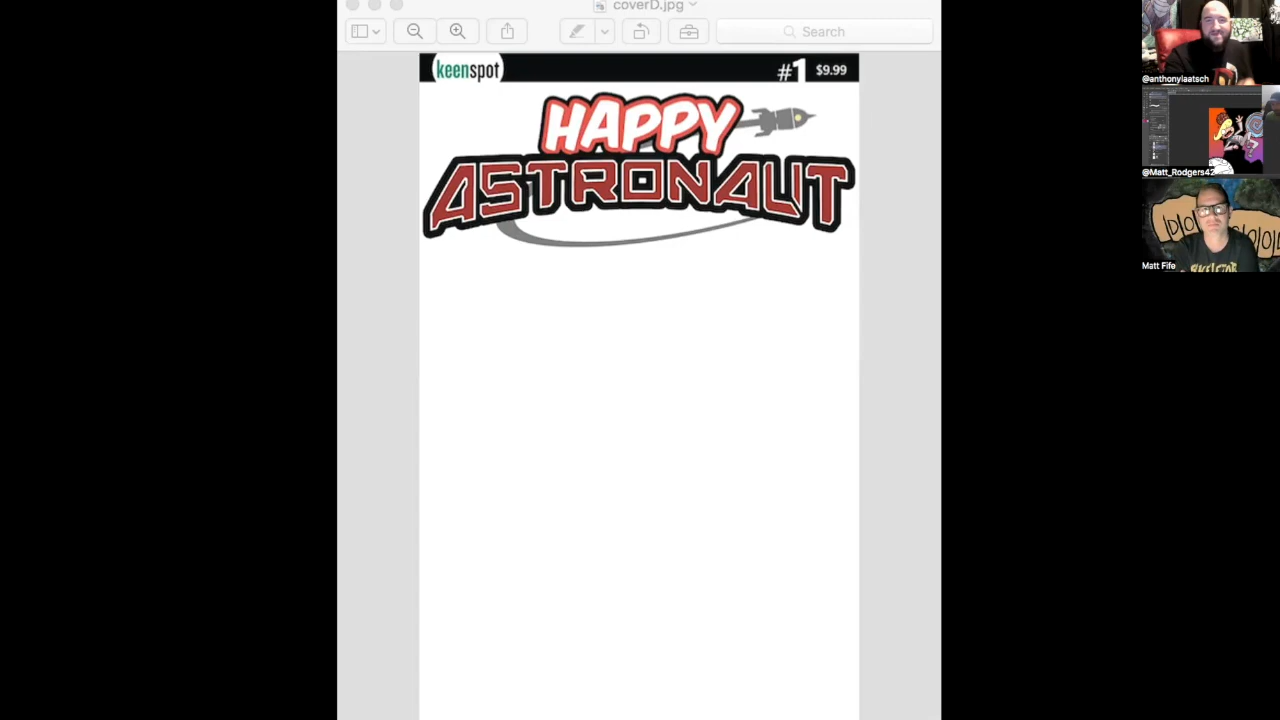 coverD.jpg
Search
keenspot
#1 $9.99
HAPPY
ASTRONAUT
@anthonylaatsch
@Matt_Rodgers42
Matt Fife